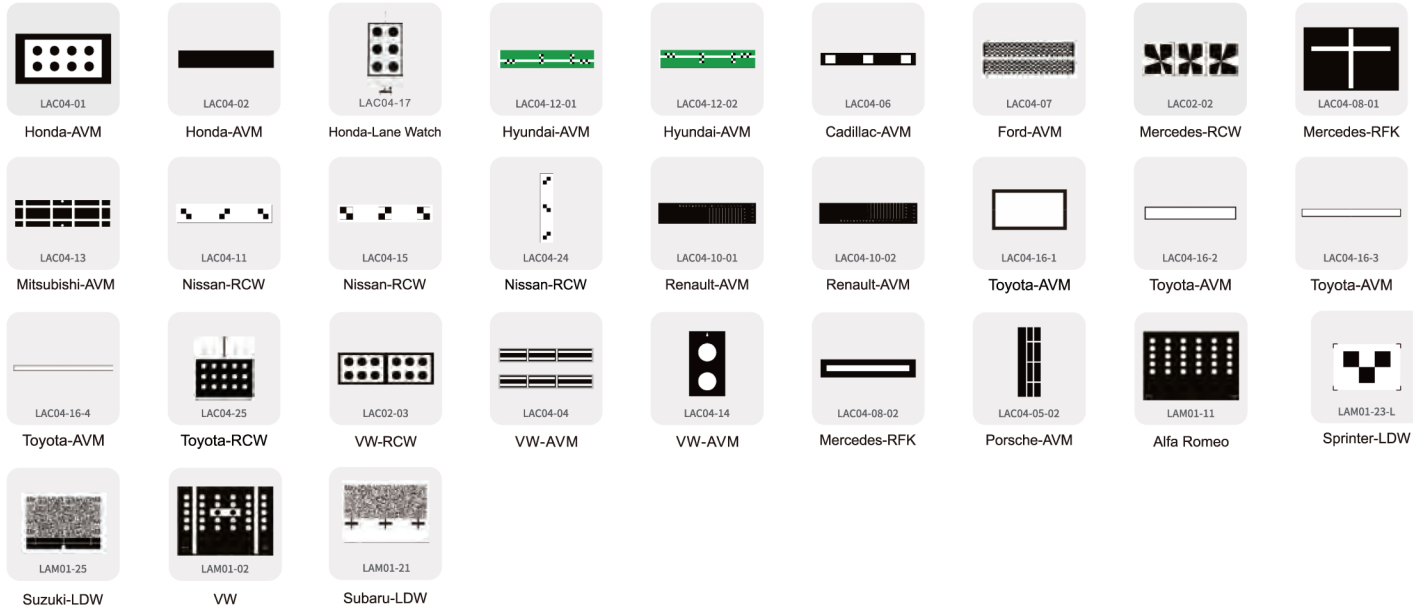 LAC04-01
LAC04-02
LAC04-17
LAC04-12-01
LAC04-12-02
LAC04-06
LAC04-07
LAC02-02
LAC04-08-01
Honda-AVM
Honda-AVM
Honda-Lane Watch
Hyundai-AVM
Hyundai-AVM
Cadillac-AVM
Ford-AVM
Mercedes-RCW
Mercedes-RFK
LAC04-13
LAC04-11
LAC04-15
LAC04-24
LAC04-10-01
LAC04-10-02
LAC04-16-1
LAC04-16-2
LAC04-16-3
Mitsubishi-AVM
Nissan-RCW
Nissan-RCW
Nissan-RCW
Renault-AVM
Renault-AVM
Toyota-AVM
Toyota-AVM
Toyota-AVM
LAC04-16-4
LAC04-25
LAC02-03
LAC04-04
LAC04-14
LAC04-08-02
LAC04-05-02
LAM01-11
LAM01-23-L
Toyota-AVM
Toyota-RCW
VW-RCW
VW-AVM
VW-AVM
Mercedes-RFK
Porsche-AVM
Alfa Romeo
Sprinter-LDW
LAM01-25
LAM01-02
LAM01-21
Suzuki-LDW
VW
Subaru-LDW